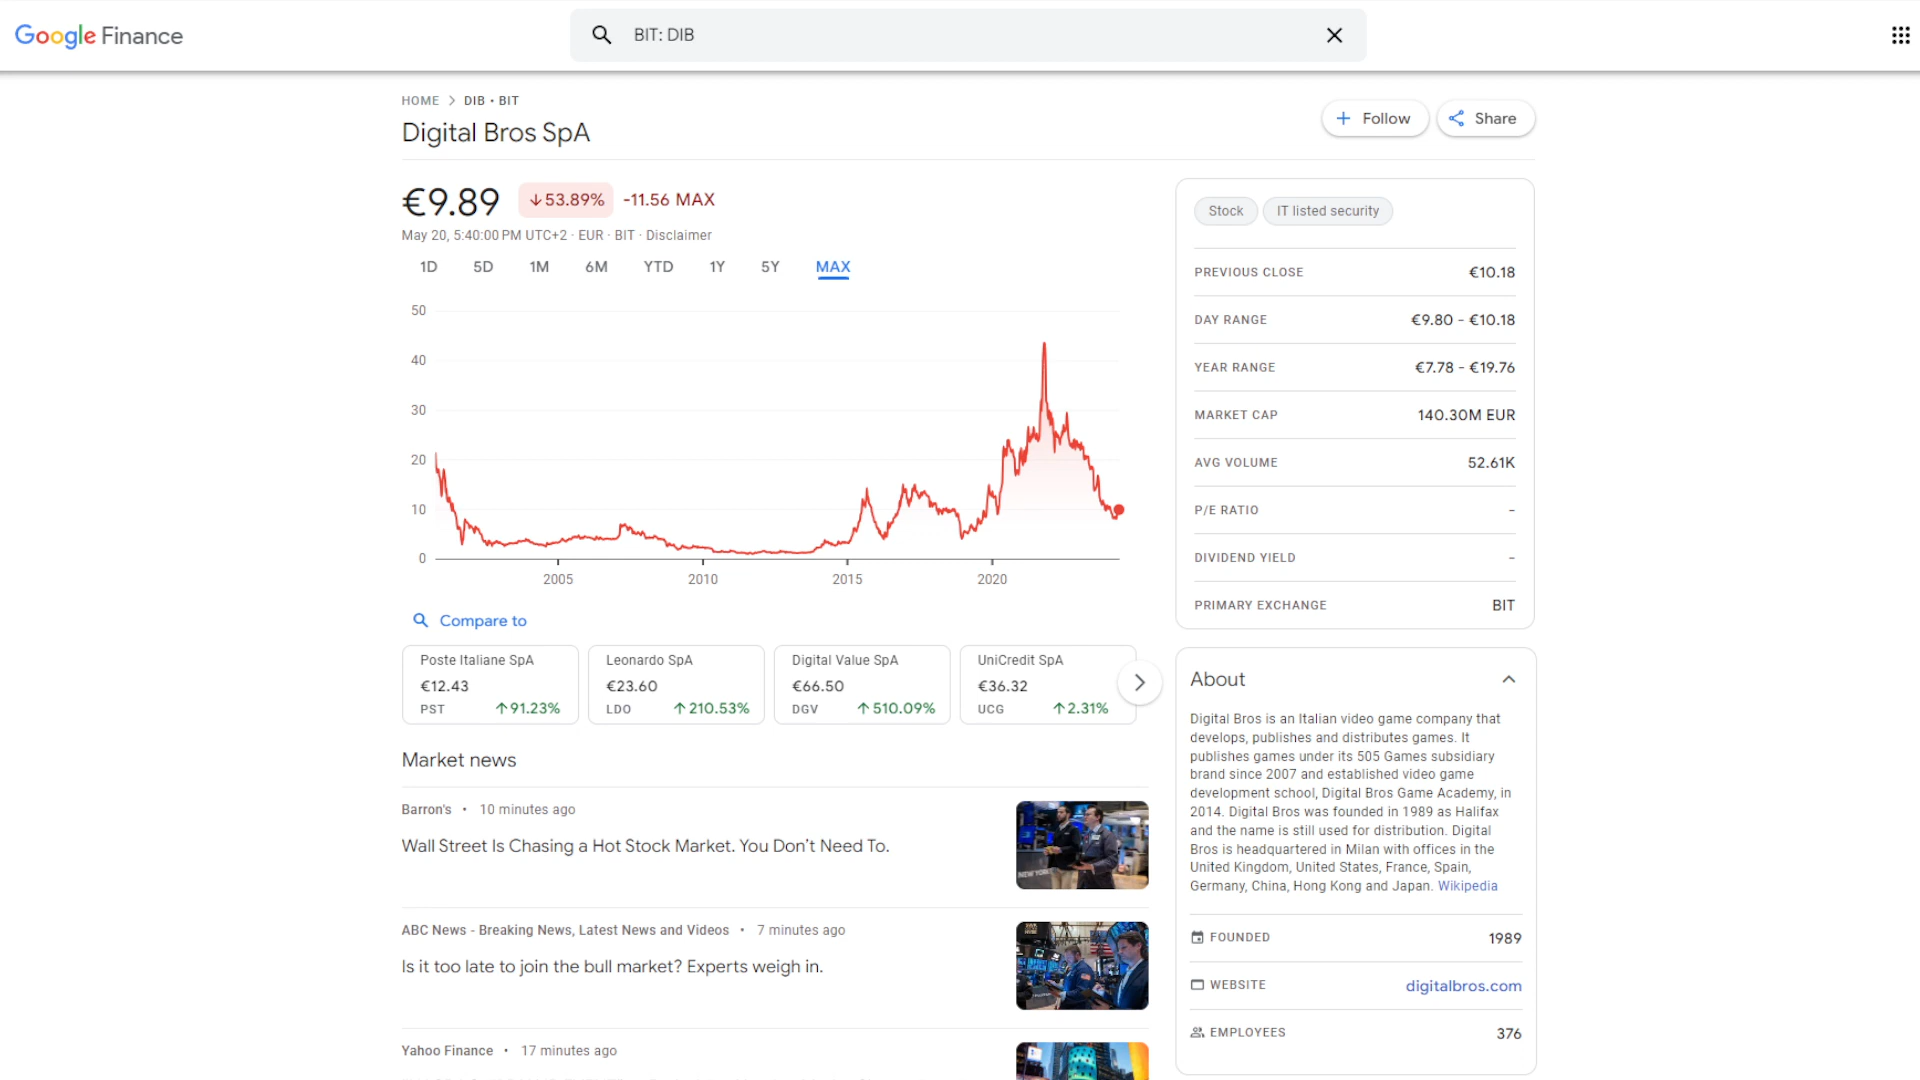 Google Finance
BIT: DIB
HOME > DIB • BIT
Digital Bros SpA
Follow
Share
€9.89
↓53.89%
-11.56 MAX
May 20, 5:40:00 PM UTC+2 · EUR · BIT · Disclaimer
1D
5D
1M
6M
YTD
1Y
5Y
MAX
50
40
30
20
10
0
2005
2010
2015
2020
Compare to
Poste Italiane SpA
€12.43
PST ↑91.23%
Leonardo SpA
€23.60
LDO ↑210.53%
Digital Value SpA
€66.50
DGV ↑510.09%
UniCredit SpA
€36.32
UCG ↑2.31%
Market news
Barron's • 10 minutes ago
Wall Street Is Chasing a Hot Stock Market. You Don't Need To.
ABC News - Breaking News, Latest News and Videos • 7 minutes ago
Is it too late to join the bull market? Experts weigh in.
Yahoo Finance • 17 minutes ago
Stock
IT listed security
PREVIOUS CLOSE €10.18
DAY RANGE €9.80 - €10.18
YEAR RANGE €7.78 - €19.76
MARKET CAP 140.30M EUR
AVG VOLUME 52.61K
P/E RATIO -
DIVIDEND YIELD -
PRIMARY EXCHANGE BIT
About
Digital Bros is an Italian video game company that
develops, publishes and distributes games. It
publishes games under its 505 Games subsidiary
brand since 2007 and established video game
development school, Digital Bros Game Academy, in
2014. Digital Bros was founded in 1989 as Halifax
and the name is still used for distribution. Digital
Bros is headquartered in Milan with offices in the
United Kingdom, United States, France, Spain,
Germany, China, Hong Kong and Japan. Wikipedia
FOUNDED 1989
WEBSITE digitalbros.com
EMPLOYEES 376